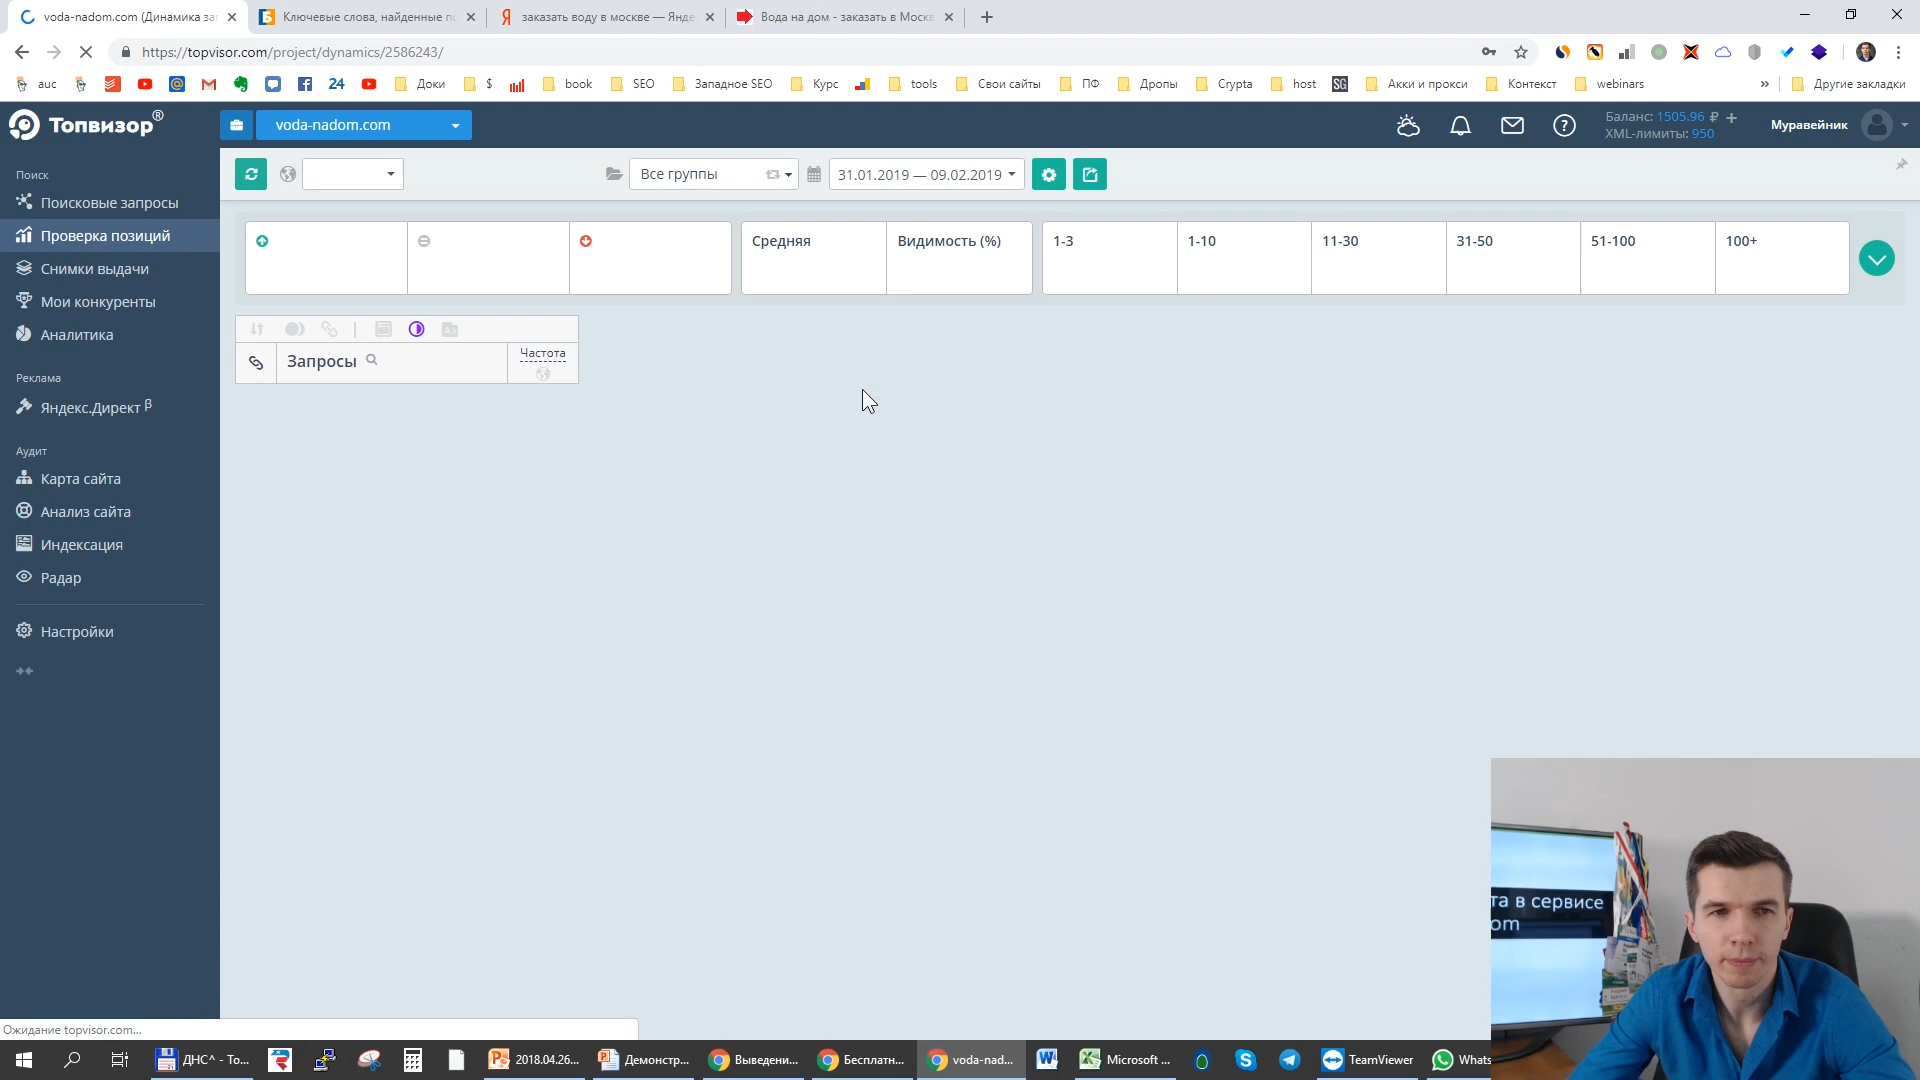 voda-nadom.com (Динамика за
Ключевые слова, найденные по
заказать воду в москве — Янде
Вода на дом - заказать в Москв
https://topvisor.com/project/dynamics/2586243/
auc
24
Доки
$
book
SEO
Западное SEO
Курс
tools
Свои сайты
ПФ
Дропы
Crypta
host
SG
Акки и прокси
Контекст
webinars
»
Другие закладки
Топвизор®
voda-nadom.com
Баланс: 1505.96 ₽ +
XML-лимиты: 950
Муравейник
Поиск
Поисковые запросы
Проверка позиций
Снимки выдачи
Мои конкуренты
Аналитика
Реклама
Яндекс.Директ β
Аудит
Карта сайта
Анализ сайта
Индексация
Радар
Настройки
Все группы
31.01.2019 — 09.02.2019
Средняя
Видимость (%)
1-3
1-10
11-30
31-50
51-100
100+
Запросы
Частота
та в сервисе
om
Ожидание topvisor.com...
ДНС^ - To...
2018.04.26...
Демонстр...
Выведени...
Бесплатн...
voda-nad...
Microsoft ...
TeamViewer
Whats